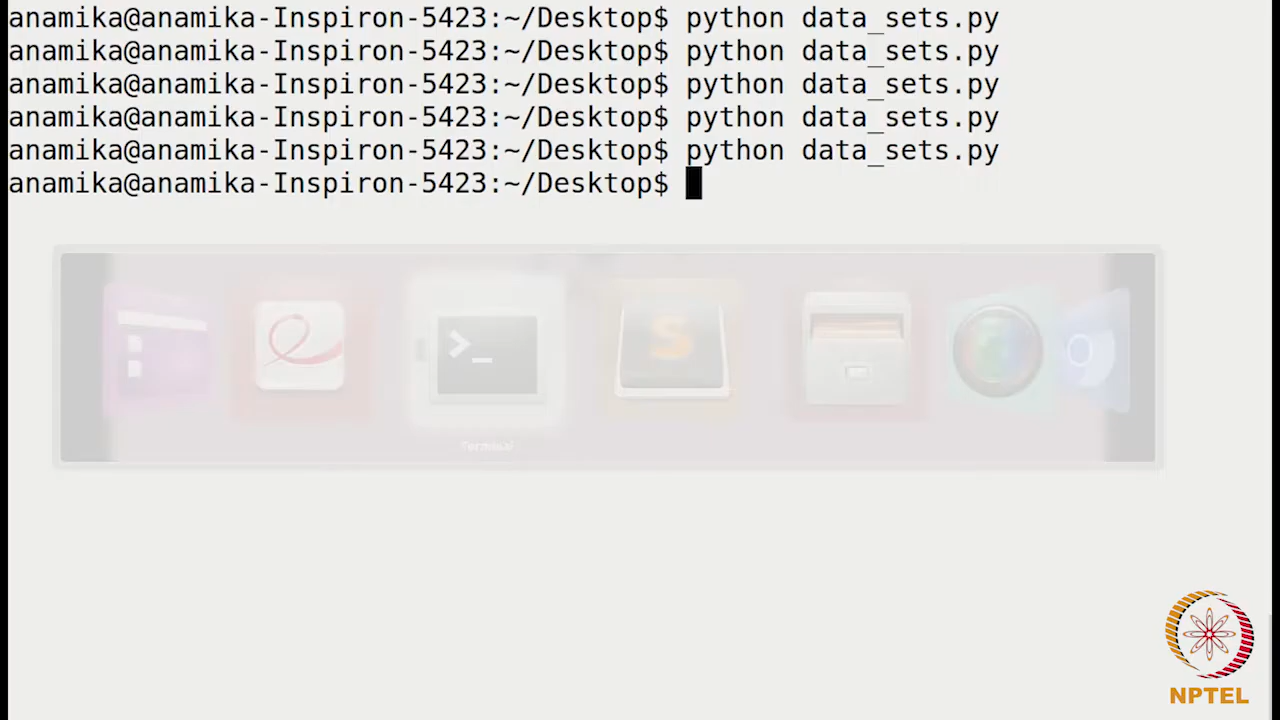 anamika@anamika-Inspiron-5423:~/Desktop$ python data_sets.py
anamika@anamika-Inspiron-5423:~/Desktop$ python data_sets.py
anamika@anamika-Inspiron-5423:~/Desktop$ python data_sets.py
anamika@anamika-Inspiron-5423:~/Desktop$ python data_sets.py
anamika@anamika-Inspiron-5423:~/Desktop$ python data_sets.py
anamika@anamika-Inspiron-5423:~/Desktop$
>_
S
Terminal
NPTEL